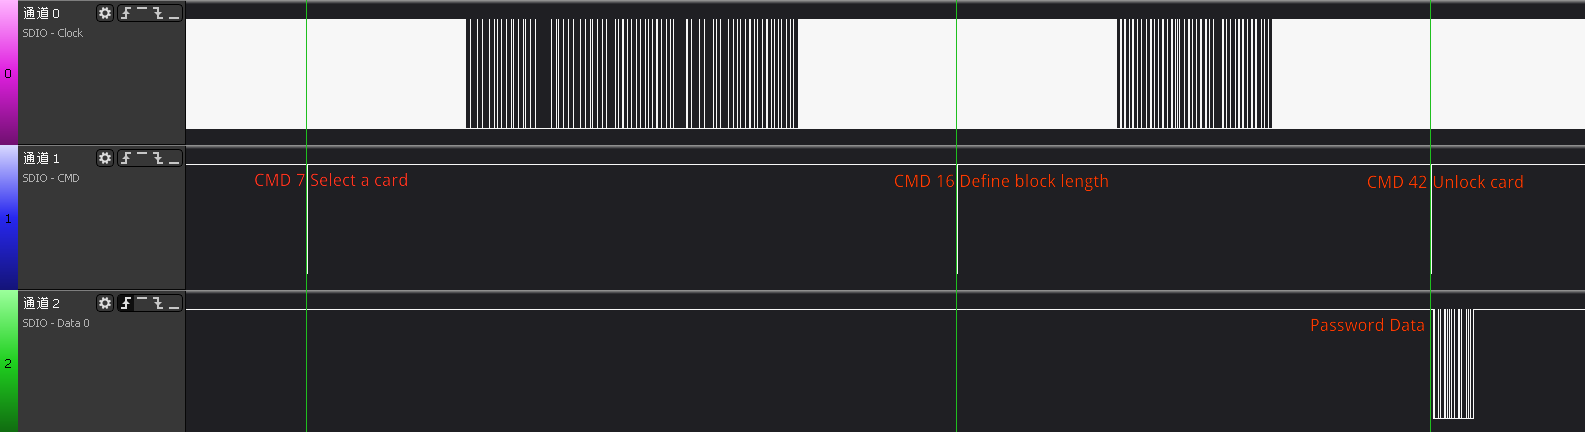 通道 0
SDIO - Clock
0
通道 1
SDIO - CMD
1
CMD 7 Select a card
CMD 16 Define block length
CMD 42 Unlock card
通道 2
SDIO - Data 0
2
Password Data